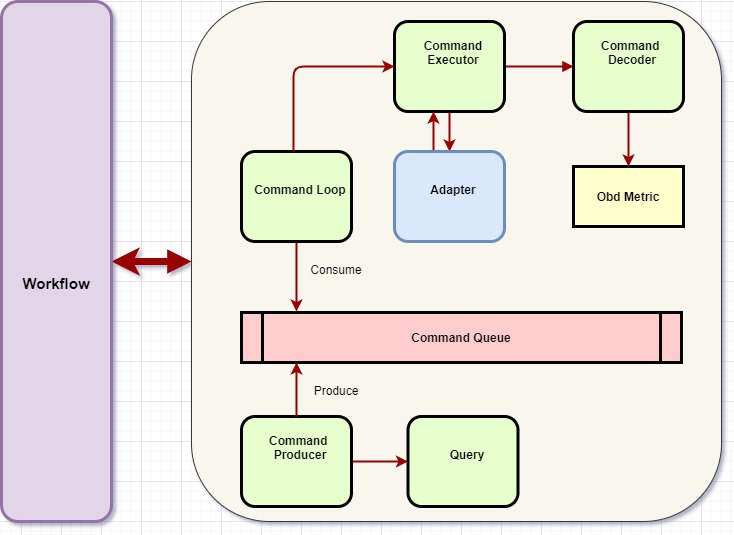 Command
Executor
Command
Decoder
Command Loop
Adapter
Obd Metric
Consume
Workflow
Command Queue
Produce
Command
Producer
Query